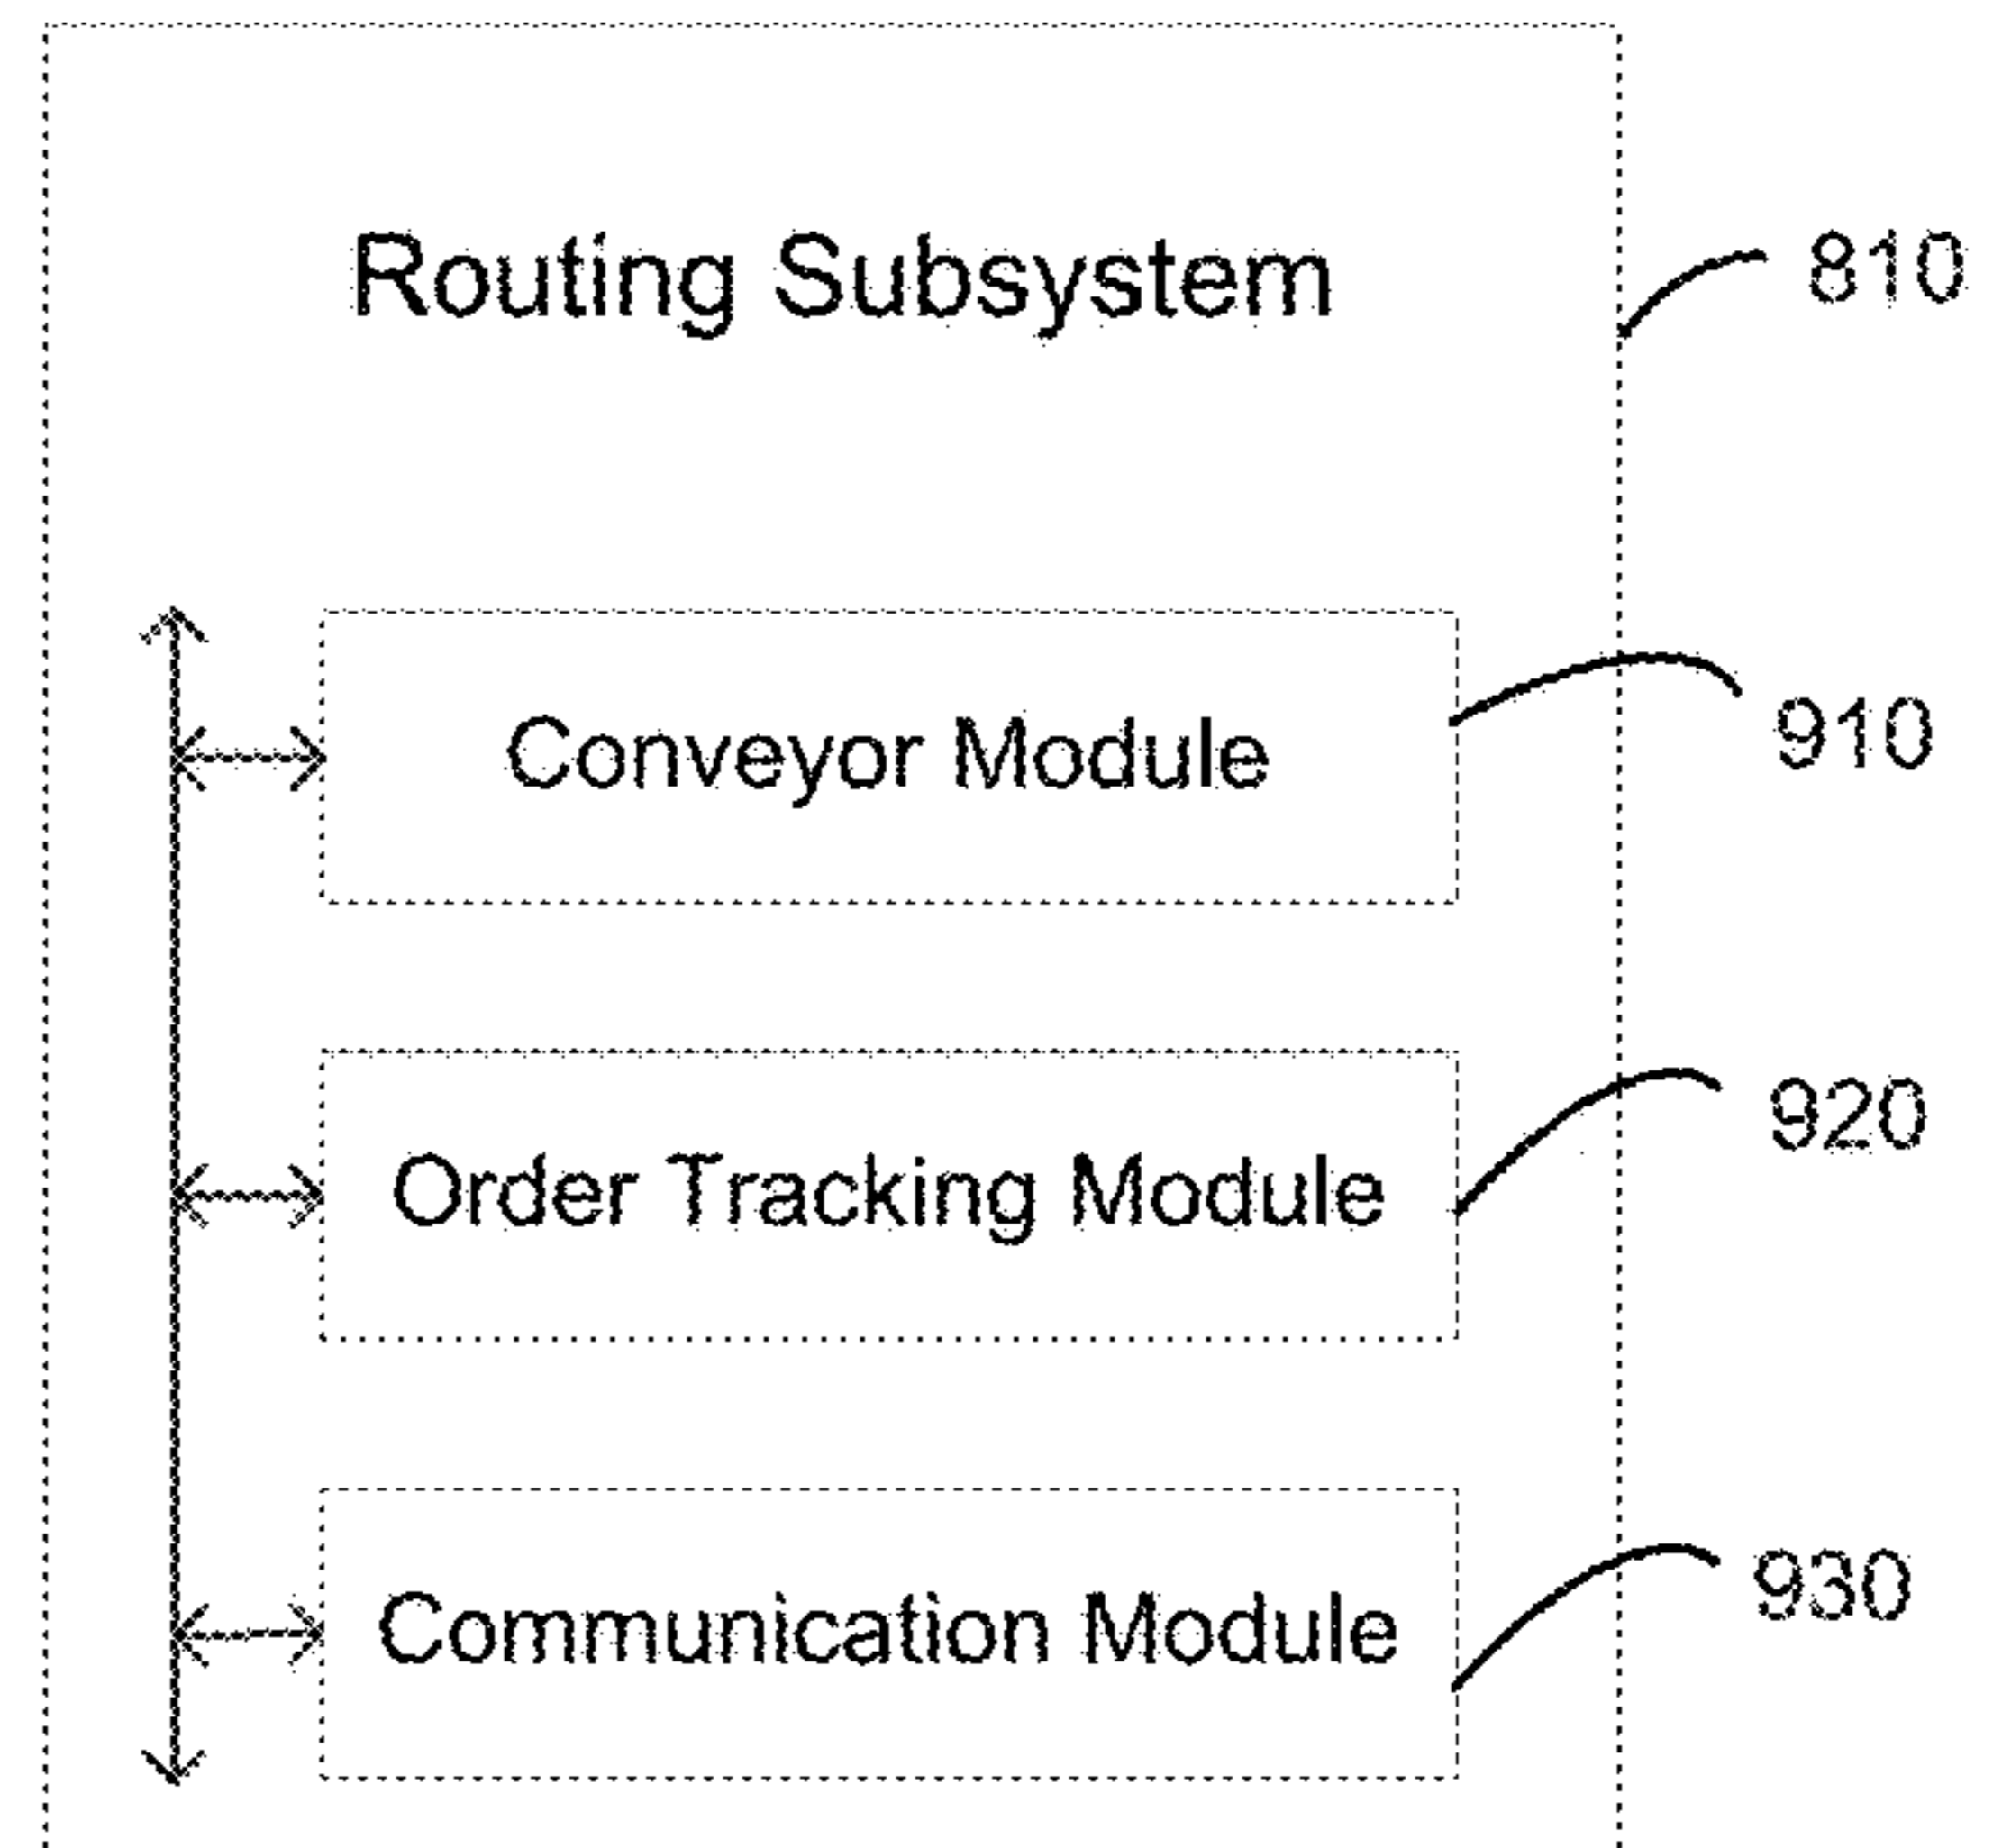 Routing Subsystem
810
Conveyor Module
910
Order Tracking Module
920
Communication Module
930